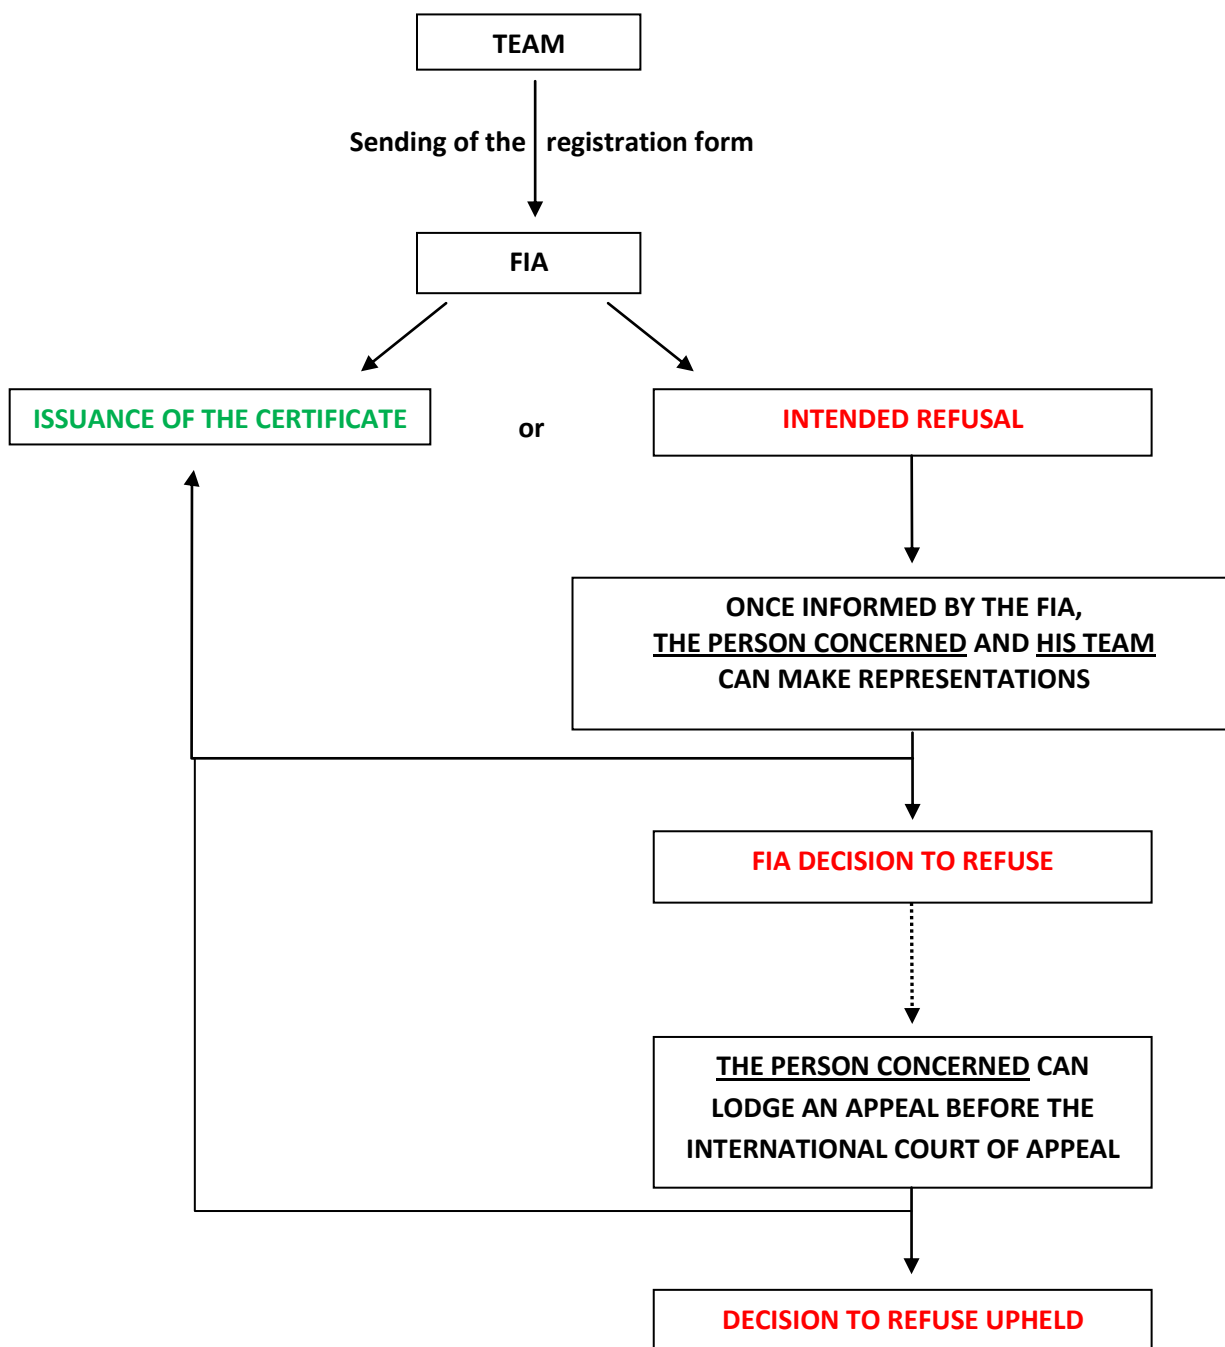 TEAM
Sending of the registration form
FIA
ISSUANCE OF THE CERTIFICATE
or
INTENDED REFUSAL
ONCE INFORMED BY THE FIA,
THE PERSON CONCERNED AND HIS TEAM
CAN MAKE REPRESENTATIONS
FIA DECISION TO REFUSE
THE PERSON CONCERNED CAN
LODGE AN APPEAL BEFORE THE
INTERNATIONAL COURT OF APPEAL
DECISION TO REFUSE UPHELD